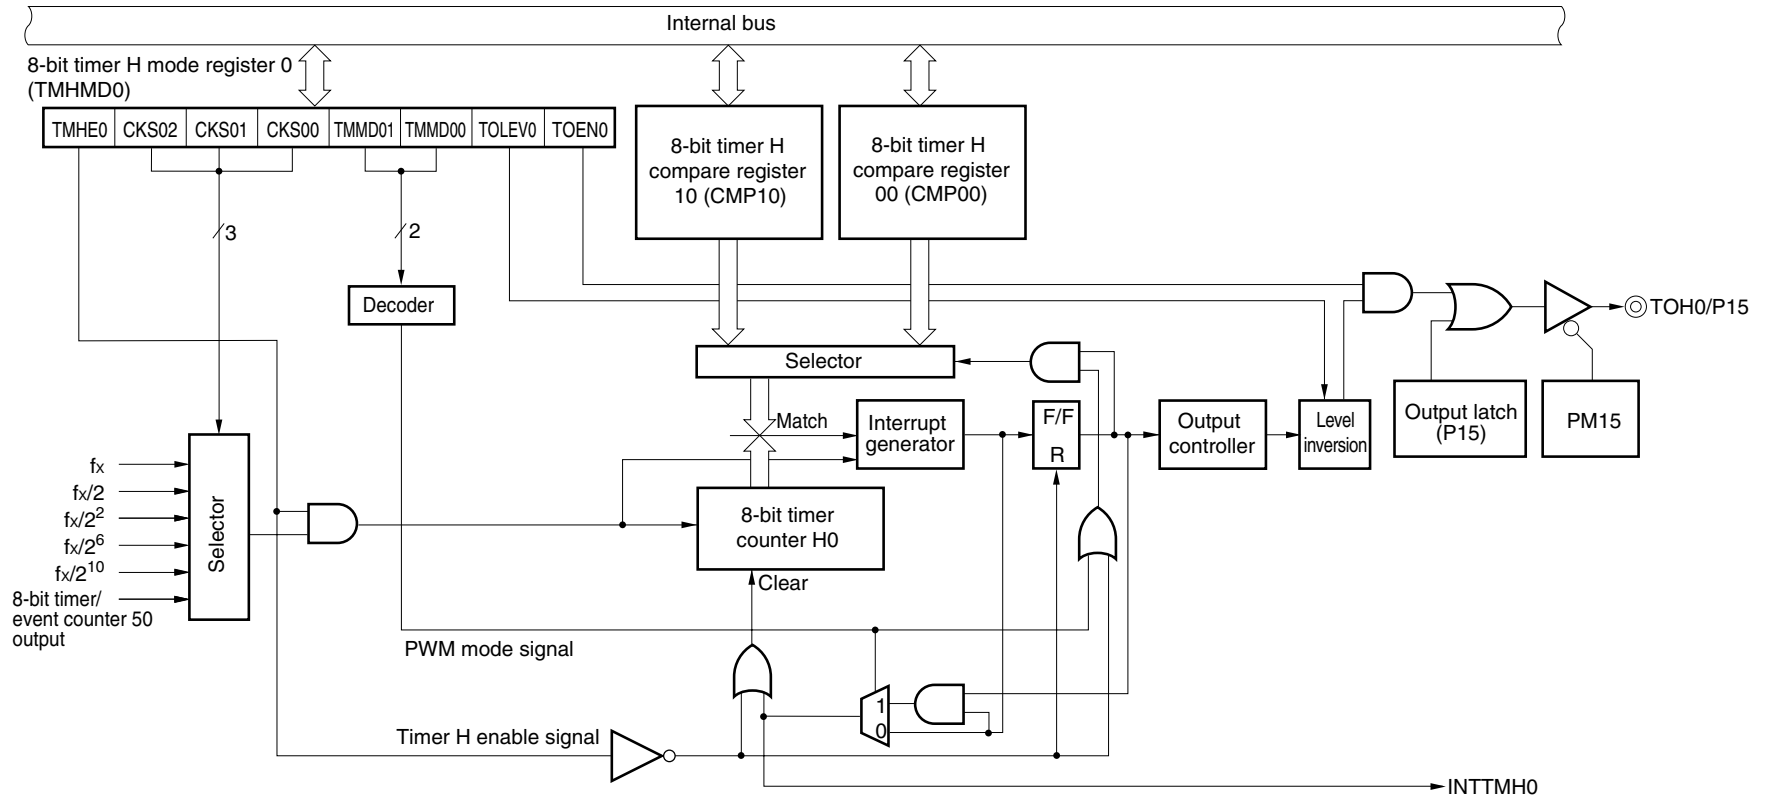 Internal bus
8-bit timer H mode register 0
(TMHMD0)
TMHE0 CKS02 CKS01 CKS00 TMMD01 TMMD00 TOLEV0 TOEN0
8-bit timer H
compare register
10 (CMP10)
8-bit timer H
compare register
00 (CMP00)
3
2
Decoder
TOH0/P15
Selector
Match
Interrupt
generator
F/F
R
Output
controller
Level
inversion
Output latch
(P15)
PM15
fx
fx/2
fx/2²
fx/2⁶
fx/2¹⁰
8-bit timer/
event counter 50
output
Selector
8-bit timer
counter H0
Clear
PWM mode signal
1
0
Timer H enable signal
INTTMH0